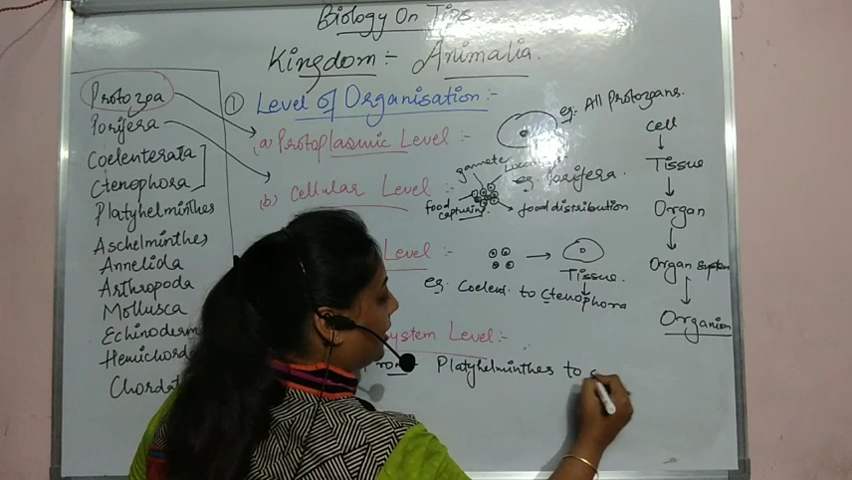 Biology On Tips
Kingdom :- Animalia.
Protozoa
Porifera
Coelenterata
Ctenophora
Platyhelminthes
Aschelminthes
Annelida
Arthropoda
Mollusca
Echinoderm
Hemichord
Chordat
① Level of Organisation :-
(a) Protoplasmic Level :-
eg: All Protozoans.
(b) Cellular Level :-
gamete
food capturing
food distribution
eg: Porifera.
Level :-
Tissue.
eg: Coelent. to Ctenophora
system Level :-
From Platyhelminthes to
cell
Tissue
Organ
Organ system
Organion